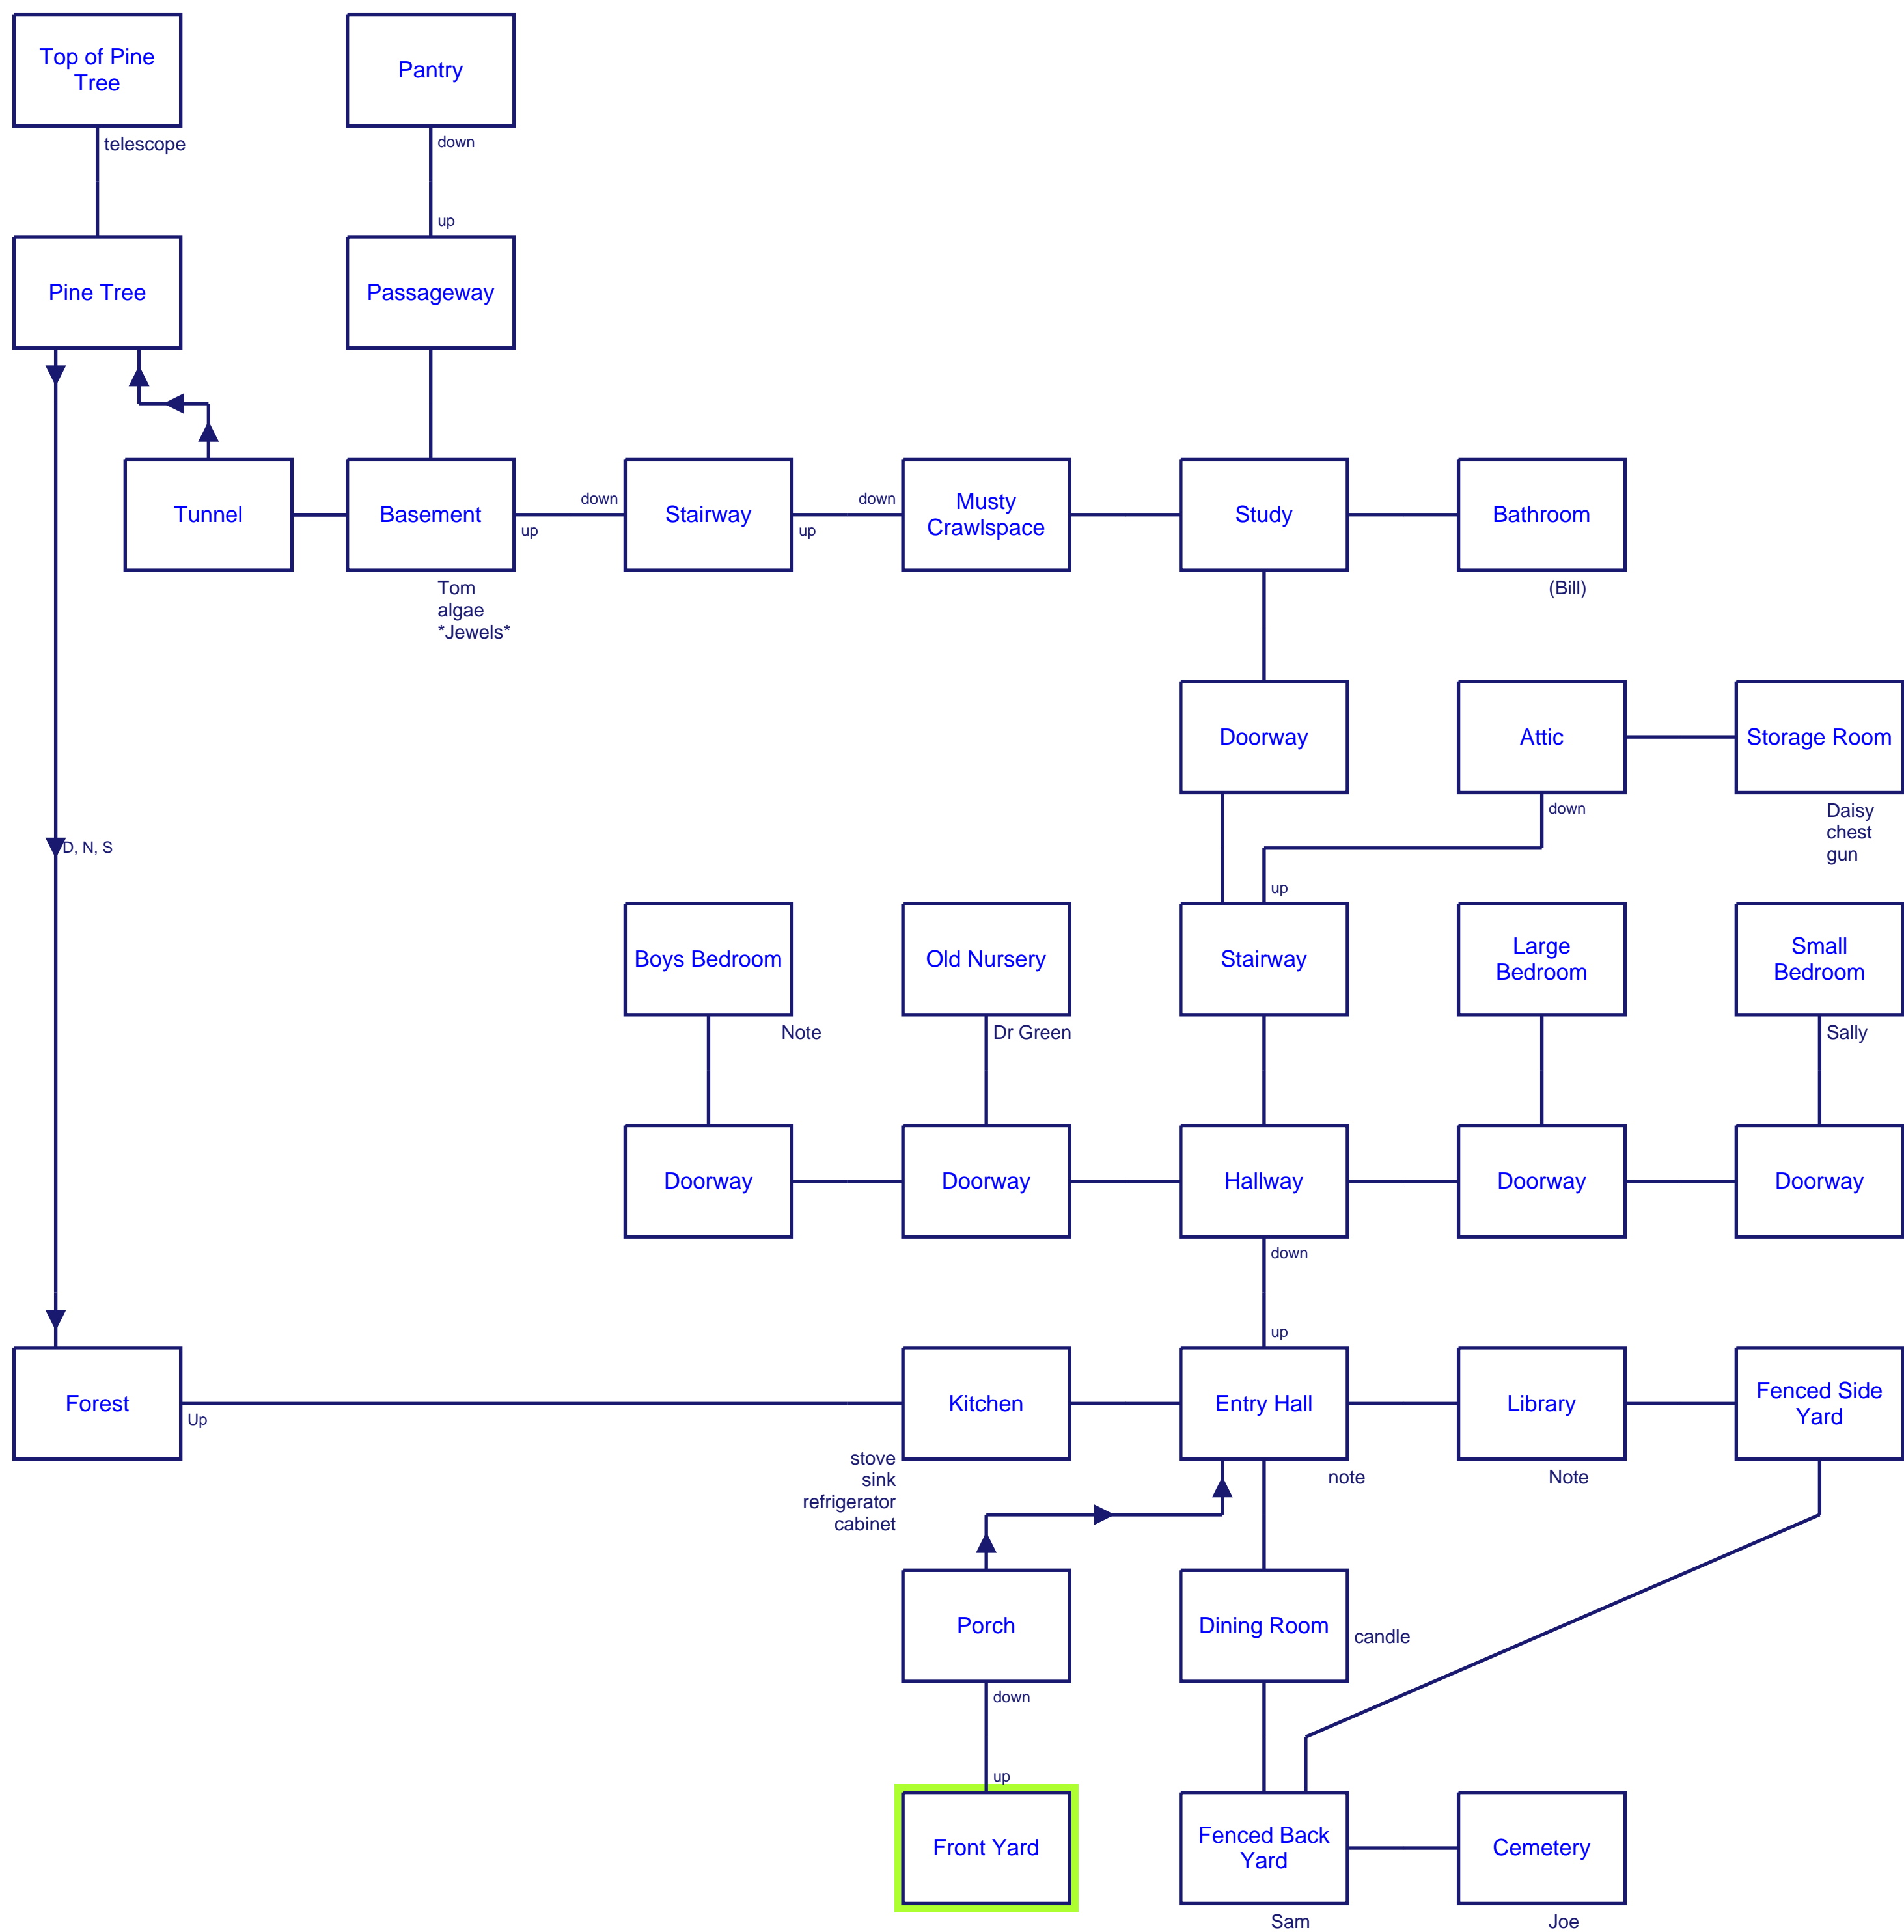 Top of Pine
Tree
Pantry
telescope
down
up
Pine Tree
Passageway
Tunnel
Basement
down
up
Stairway
down
up
Musty
Crawlspace
Study
Bathroom
Tom
algae
*Jewels*
(Bill)
Doorway
Attic
Storage Room
down
Daisy
chest
gun
D, N, S
up
Boys Bedroom
Old Nursery
Stairway
Large
Bedroom
Small
Bedroom
Note
Dr Green
Sally
Doorway
Doorway
Hallway
Doorway
Doorway
down
up
Forest
Up
Kitchen
Entry Hall
Library
Fenced Side
Yard
stove
sink
refrigerator
cabinet
note
Note
Porch
Dining Room
candle
down
up
Front Yard
Fenced Back
Yard
Cemetery
Sam
Joe